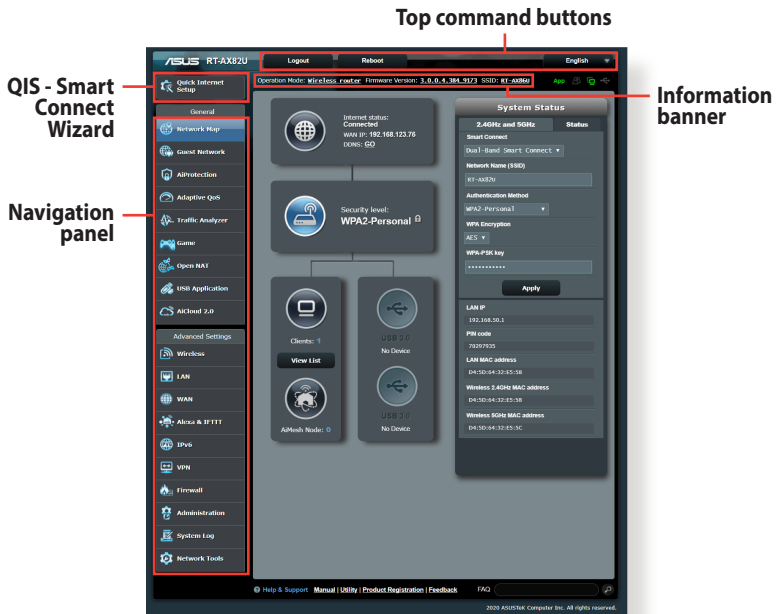 Top command buttons
ASUS RT-AX82U
Logout
Reboot
English
QIS - Smart
Connect
Wizard
Quick Internet
Setup
Operation Mode: Wireless router Firmware Version: 3.0.0.4.384_9173 SSID: RT-AX86U
App
Information
banner
Navigation
panel
General
Network Map
Guest Network
AiProtection
Adaptive QoS
Traffic Analyzer
Game
Open NAT
USB Application
AiCloud 2.0
Advanced Settings
Wireless
LAN
WAN
Alexa & IFTTT
IPv6
VPN
Firewall
Administration
System Log
Network Tools
Internet status:
Connected
WAN IP: 192.168.123.76
DDNS: GO
Security level:
WPA2-Personal
Clients: 1
View List
AiMesh Node: 0
USB 3.0
No Device
USB 3.0
No Device
System Status
2.4GHz and 5GHz
Status
Smart Connect
Dual-Band Smart Connect
Network Name (SSID)
RT-AX82U
Authentication Method
WPA2-Personal
WPA Encryption
AES
WPA-PSK key
•••••••••••
Apply
LAN IP
192.168.50.1
PIN code
70297935
LAN MAC address
D4:5D:64:32:E5:58
Wireless 2.4GHz MAC address
D4:5D:64:32:E5:58
Wireless 5GHz MAC address
D4:5D:64:32:E5:5C
Help & Support Manual | Utility | Product Registration | Feedback
FAQ
2020 ASUSTeK Computer Inc. All rights reserved.